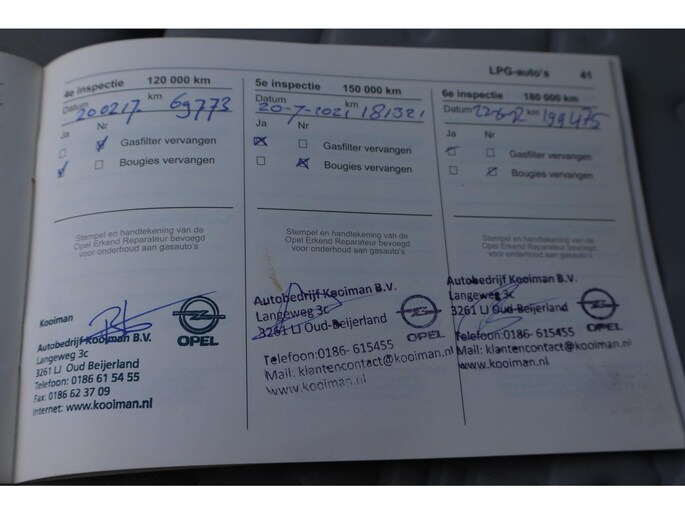 LPG-auto's 41
4e inspectie 120 000 km
Datum 200217. km 69773
Ja Nr
Gasfilter vervangen
Bougies vervangen
Stempel en handtekening van de
Opel Erkend Reparateur bevoegd
voor onderhoud aan gasauto's
Kooiman
Autobedrijf Kooiman B.V.
Langeweg 3c
3261 LJ Oud Beijerland
Telefoon: 0186 61 54 55
Fax: 0186 62 37 09
Internet: www.kooiman.nl
OPEL
5e inspectie 150 000 km
Datum 20-7-2021 km 181321
Ja Nr
Gasfilter vervangen
Bougies vervangen
Stempel en handtekening van de
Opel Erkend Reparateur bevoegd
voor onderhoud aan gasauto's
Autobedrijf Kooiman B.V.
Langeweg 3c
3261 LJ Oud-Beijerland
OPEL
Telefoon:0186- 615455
Mail: klantencontact@kooiman.nl
www.kooiman.nl
6e inspectie 180 000 km
Datum km 199475
Ja Nr
Gasfilter vervangen
Bougies vervangen
Stempel en handtekening van de
Opel Erkend Reparateur bevoegd
voor onderhoud aan gasauto's
Autobedrijf Kooiman B.V.
Langeweg 3c
3261 LJ Oud-Beijerland
OPEL
Telefoon:0186- 615455
Mail: klantencontact@kooiman.nl
www.kooiman.nl